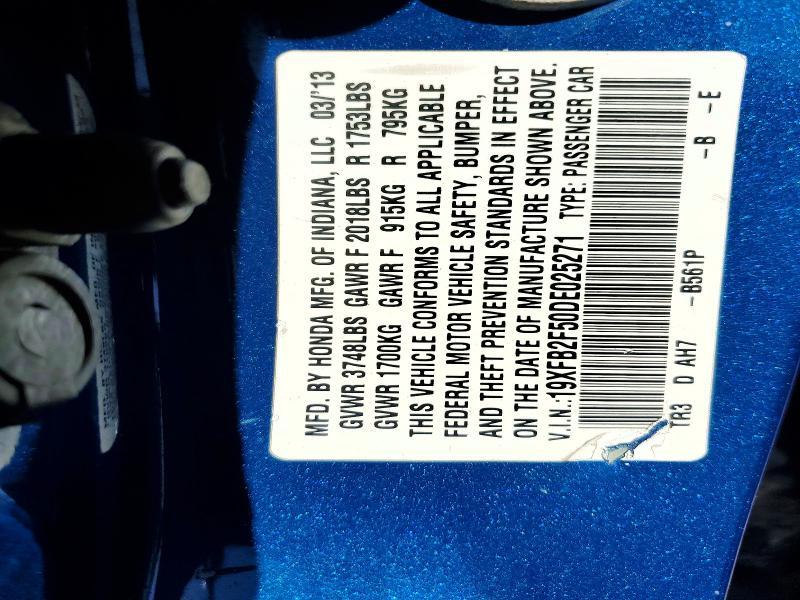 MFD. BY HONDA MFG. OF INDIANA, LLC 03/'13
GVWR 3748LBS GAWR F 2018LBS R 1753LBS
GVWR 1700KG GAWR F 915KG R 795KG
THIS VEHICLE CONFORMS TO ALL APPLICABLE
FEDERAL MOTOR VEHICLE SAFETY, BUMPER,
AND THEFT PREVENTION STANDARDS IN EFFECT
ON THE DATE OF MANUFACTURE SHOWN ABOVE.
V.I.N.:19XFB2F50DE025271 TYPE: PASSENGER CAR
TR3 D AH7 -B561P -B -E